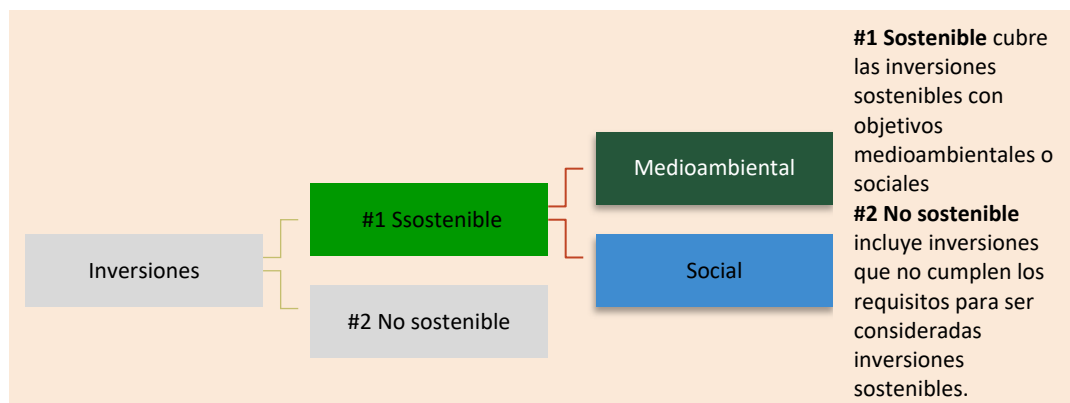 Inversiones
#1 Ssostenible
#2 No sostenible
Medioambiental
Social
#1 Sostenible cubre
las inversiones
sostenibles con
objetivos
medioambientales o
sociales
#2 No sostenible
incluye inversiones
que no cumplen los
requisitos para ser
consideradas
inversiones
sostenibles.